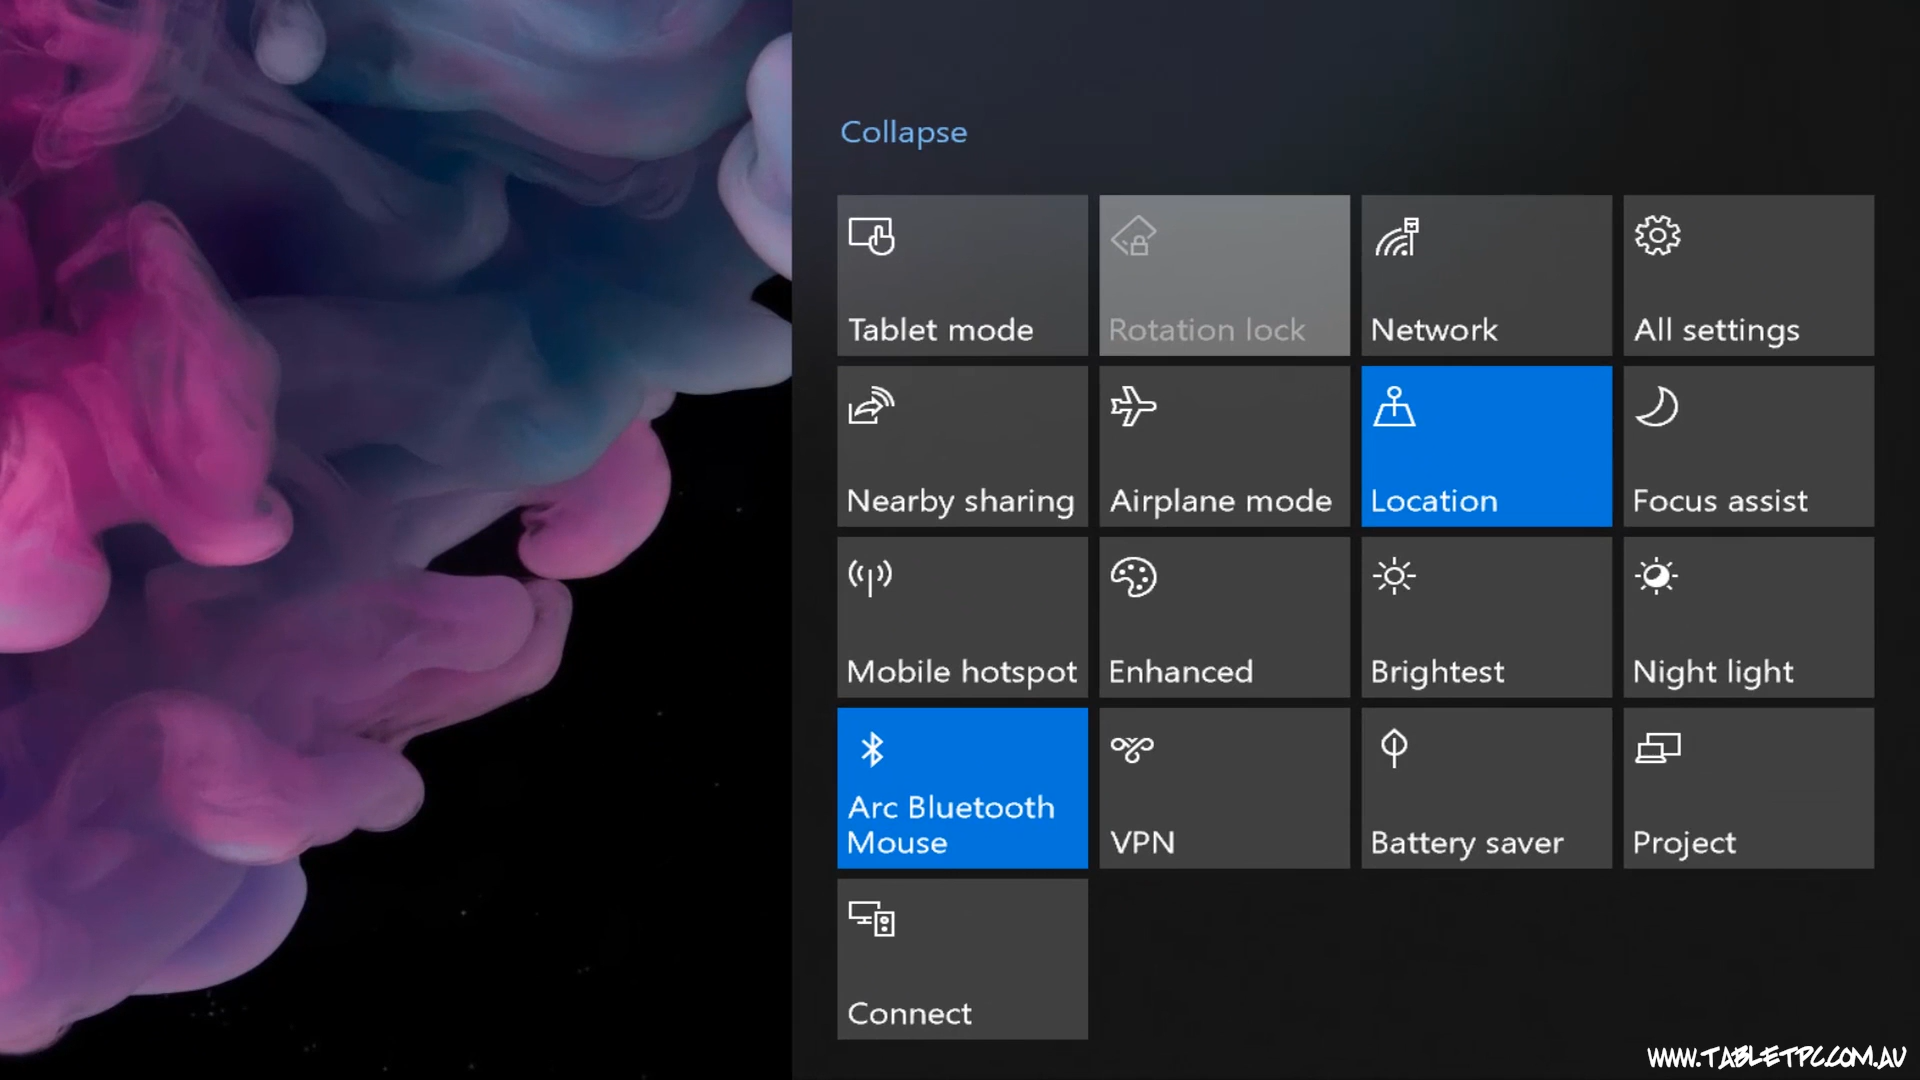 Collapse
Tablet mode
Rotation lock
Network
All settings
Nearby sharing
Airplane mode
Location
Focus assist
Mobile hotspot
Enhanced
Brightest
Night light
Arc Bluetooth
Mouse
VPN
Battery saver
Project
Connect
WWW.TABLETPC.COM.AU